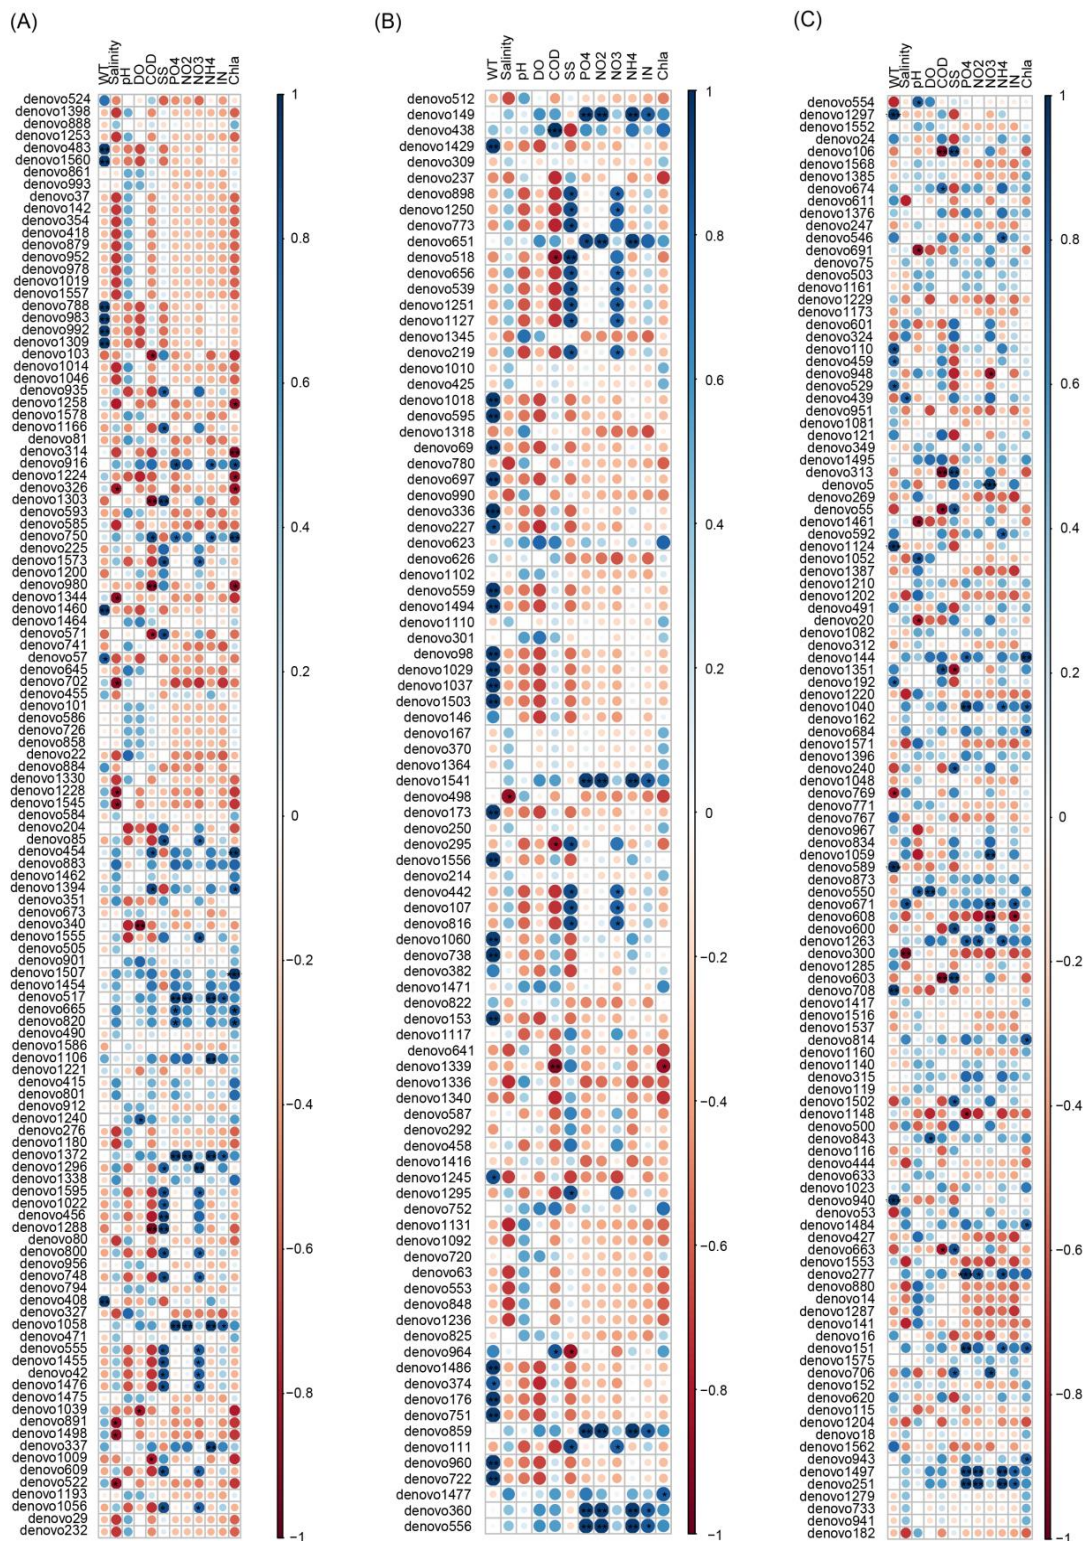 (A)
(B)
(C)
WT
Salinity
pH
DO
COD
SS
PO4
NO2
NO3
NH4
IN
Chla
denovo524
denovo1398
denovo888
denovo1253
denovo483
denovo1560
denovo861
denovo993
denovo37
denovo142
denovo354
denovo418
denovo879
denovo952
denovo978
denovo1019
denovo1557
denovo788
denovo983
denovo992
denovo1309
denovo103
denovo1014
denovo1046
denovo935
denovo1258
denovo1578
denovo1166
denovo81
denovo314
denovo916
denovo1224
denovo326
denovo1303
denovo593
denovo585
denovo750
denovo225
denovo1573
denovo1200
denovo980
denovo1344
denovo1460
denovo1464
denovo571
denovo741
denovo57
denovo645
denovo702
denovo455
denovo101
denovo586
denovo726
denovo858
denovo22
denovo884
denovo1330
denovo1228
denovo1545
denovo584
denovo204
denovo85
denovo454
denovo883
denovo1462
denovo1394
denovo351
denovo673
denovo340
denovo1555
denovo505
denovo901
denovo1507
denovo1454
denovo517
denovo665
denovo820
denovo490
denovo1586
denovo1106
denovo1221
denovo415
denovo801
denovo912
denovo1240
denovo276
denovo1180
denovo1372
denovo1296
denovo1338
denovo1595
denovo1022
denovo456
denovo1288
denovo80
denovo800
denovo956
denovo748
denovo794
denovo408
denovo327
denovo1058
denovo471
denovo555
denovo1455
denovo42
denovo1476
denovo1475
denovo1039
denovo891
denovo1498
denovo337
denovo1009
denovo609
denovo522
denovo1193
denovo1056
denovo29
denovo232
1
0.8
0.6
0.4
0.2
0
−0.2
−0.4
−0.6
−0.8
−1
WT
Salinity
pH
DO
COD
SS
PO4
NO2
NO3
NH4
IN
Chla
denovo512
denovo149
denovo438
denovo1429
denovo309
denovo237
denovo898
denovo1250
denovo773
denovo651
denovo518
denovo656
denovo539
denovo1251
denovo1127
denovo1345
denovo219
denovo1010
denovo425
denovo1018
denovo595
denovo1318
denovo69
denovo780
denovo697
denovo990
denovo336
denovo227
denovo623
denovo626
denovo1102
denovo559
denovo1494
denovo1110
denovo301
denovo98
denovo1029
denovo1037
denovo1503
denovo146
denovo167
denovo370
denovo1364
denovo1541
denovo498
denovo173
denovo250
denovo295
denovo1556
denovo214
denovo442
denovo107
denovo816
denovo1060
denovo738
denovo382
denovo1471
denovo822
denovo153
denovo1117
denovo641
denovo1339
denovo1336
denovo1340
denovo587
denovo292
denovo458
denovo1416
denovo1245
denovo1295
denovo752
denovo1131
denovo1092
denovo720
denovo63
denovo553
denovo848
denovo1236
denovo825
denovo964
denovo1486
denovo374
denovo176
denovo751
denovo859
denovo111
denovo960
denovo722
denovo1477
denovo360
denovo556
1
0.8
0.6
0.4
0.2
0
−0.2
−0.4
−0.6
−0.8
−1
WT
Salinity
pH
DO
COD
SS
PO4
NO2
NO3
NH4
IN
Chla
denovo554
denovo1297
denovo1552
denovo24
denovo106
denovo1568
denovo1385
denovo674
denovo611
denovo1376
denovo247
denovo546
denovo691
denovo75
denovo503
denovo1161
denovo1229
denovo1173
denovo601
denovo324
denovo110
denovo459
denovo948
denovo529
denovo439
denovo951
denovo1081
denovo121
denovo349
denovo1495
denovo313
denovo5
denovo269
denovo55
denovo1461
denovo592
denovo1124
denovo1052
denovo1387
denovo1210
denovo1202
denovo491
denovo20
denovo1082
denovo312
denovo144
denovo1351
denovo192
denovo1220
denovo1040
denovo162
denovo684
denovo1571
denovo1396
denovo240
denovo1048
denovo769
denovo771
denovo767
denovo967
denovo834
denovo1059
denovo589
denovo873
denovo550
denovo671
denovo608
denovo600
denovo1263
denovo300
denovo1285
denovo603
denovo708
denovo1417
denovo1516
denovo1537
denovo814
denovo1160
denovo1140
denovo315
denovo119
denovo1502
denovo1148
denovo500
denovo843
denovo116
denovo444
denovo633
denovo1023
denovo940
denovo53
denovo1484
denovo427
denovo663
denovo1553
denovo277
denovo880
denovo14
denovo1287
denovo141
denovo16
denovo151
denovo1575
denovo706
denovo152
denovo620
denovo115
denovo1204
denovo18
denovo1562
denovo943
denovo1497
denovo251
denovo1279
denovo733
denovo941
denovo182
1
0.8
0.6
0.4
0.2
0
−0.2
−0.4
−0.6
−0.8
−1